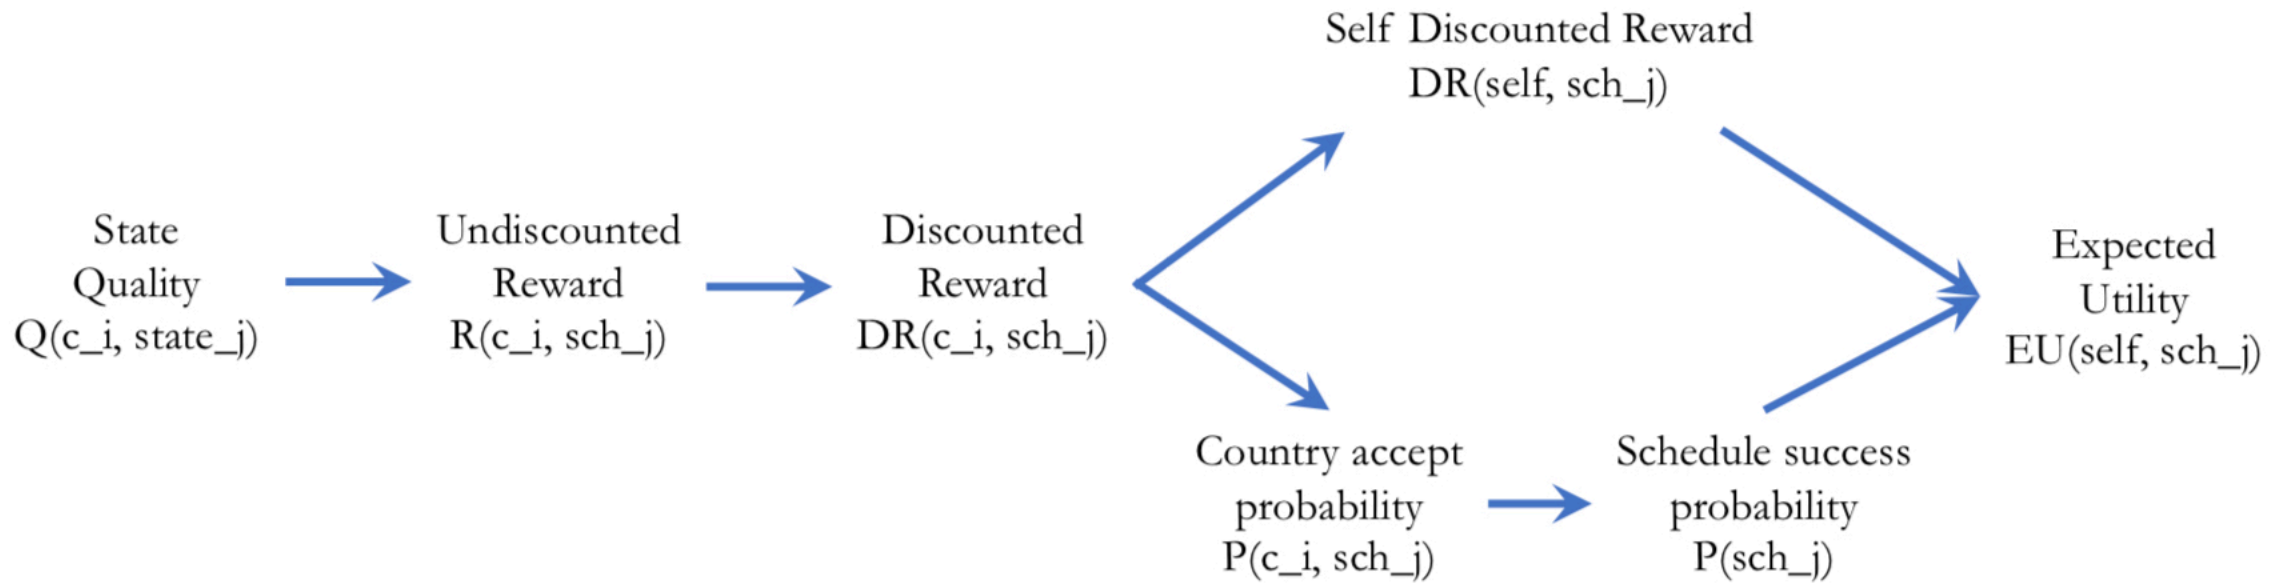 Self Discounted Reward
DR(self, sch_j)
State
Quality
Q(c_i, state_j)
Undiscounted
Reward
R(c_i, sch_j)
Discounted
Reward
DR(c_i, sch_j)
Expected
Utility
EU(self, sch_j)
Country accept
probability
P(c_i, sch_j)
Schedule success
probability
P(sch_j)